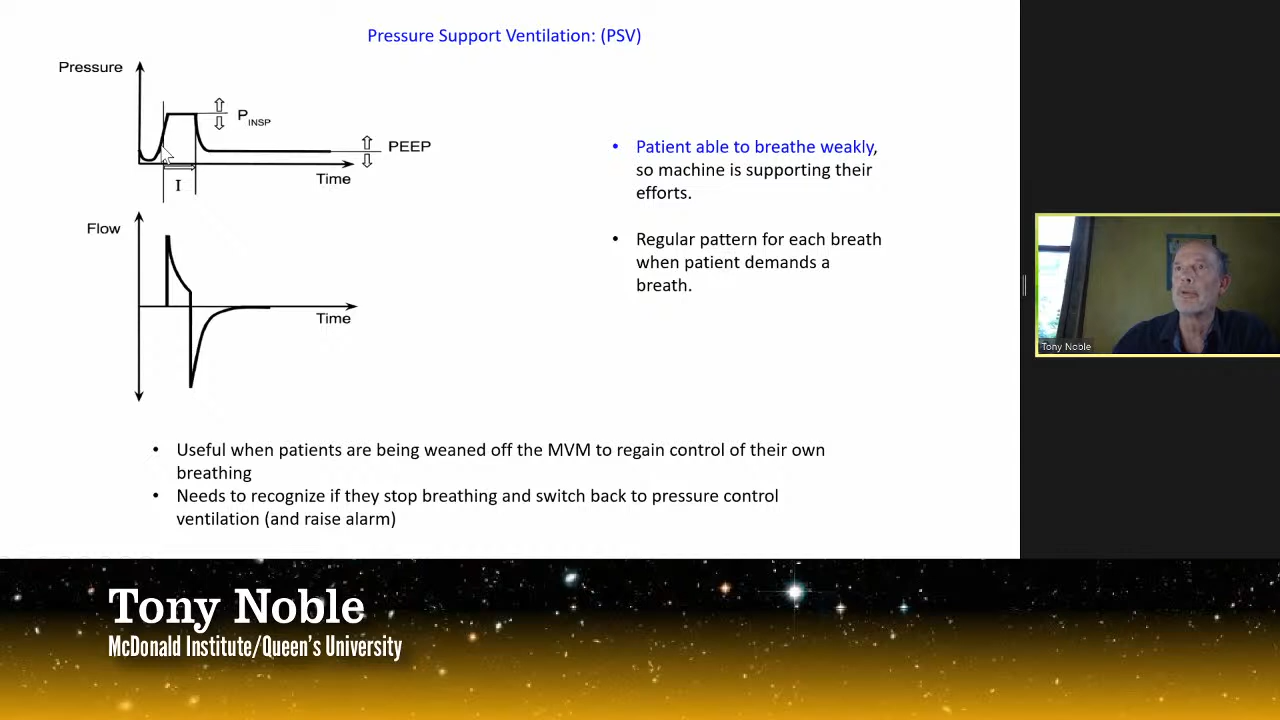 Pressure Support Ventilation: (PSV)
Pressure
P INSP
PEEP
Time
I
Flow
Time
• Patient able to breathe weakly,
so machine is supporting their
efforts.
• Regular pattern for each breath
when patient demands a
breath.
• Useful when patients are being weaned off the MVM to regain control of their own
breathing
• Needs to recognize if they stop breathing and switch back to pressure control
ventilation (and raise alarm)
Tony Noble
Tony Noble
McDonald Institute/Queen's University